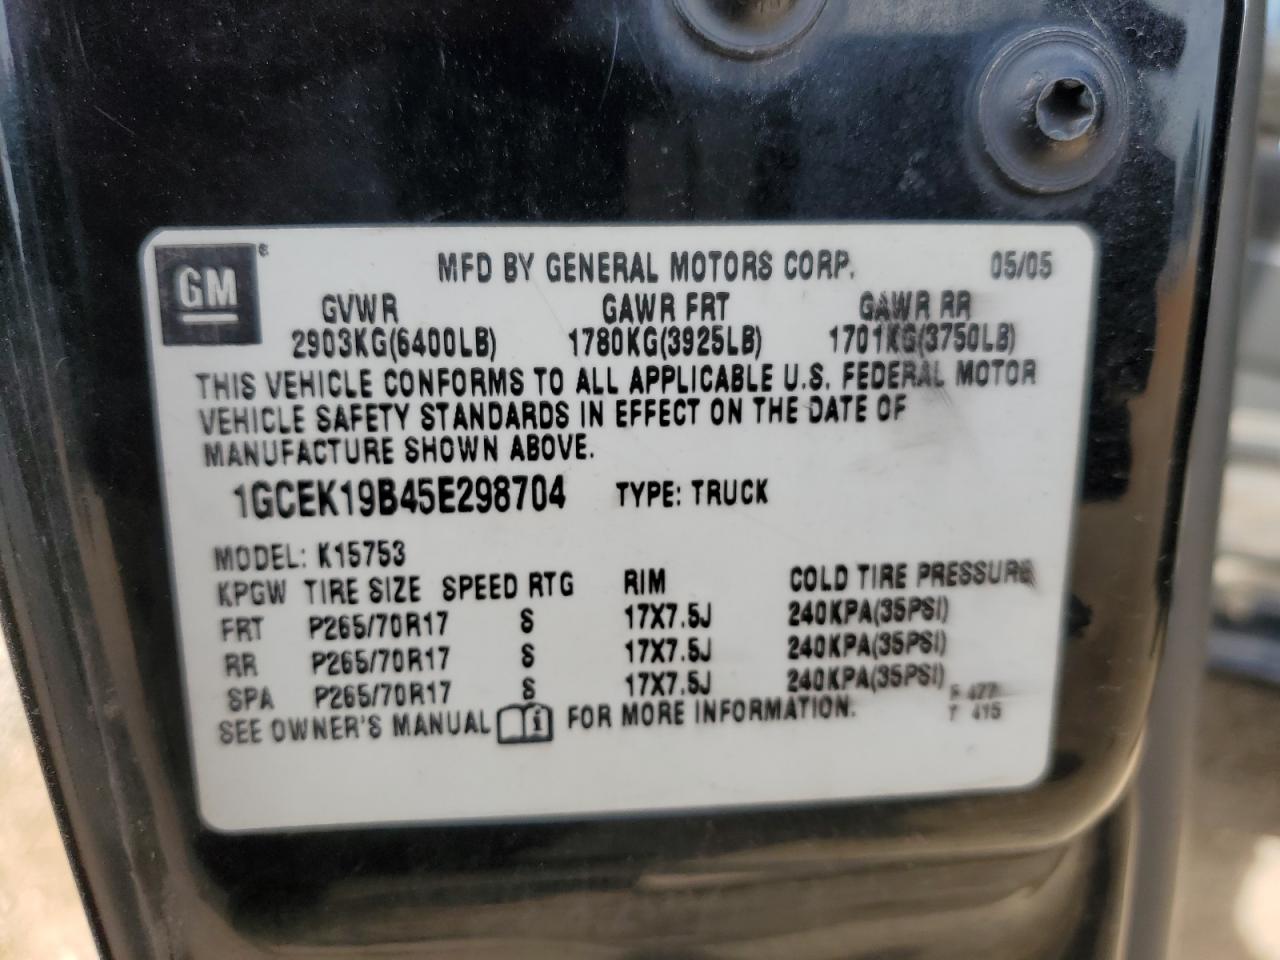 GM
MFD BY GENERAL MOTORS CORP. 05/05
GVWR GAWR FRT GAWR RR
2903KG(6400LB) 1780KG(3925LB) 1701KG(3750LB)
THIS VEHICLE CONFORMS TO ALL APPLICABLE U.S. FEDERAL MOTOR
VEHICLE SAFETY STANDARDS IN EFFECT ON THE DATE OF
MANUFACTURE SHOWN ABOVE.
1GCEK19B45E298704 TYPE: TRUCK
MODEL: K15753
KPGW TIRE SIZE SPEED RTG RIM COLD TIRE PRESSURE
FRT P265/70R17 S 17X7.5J 240KPA(35PSI)
RR P265/70R17 S 17X7.5J 240KPA(35PSI)
SPA P265/70R17 S 17X7.5J 240KPA(35PSI)
SEE OWNER'S MANUAL FOR MORE INFORMATION.
T 415